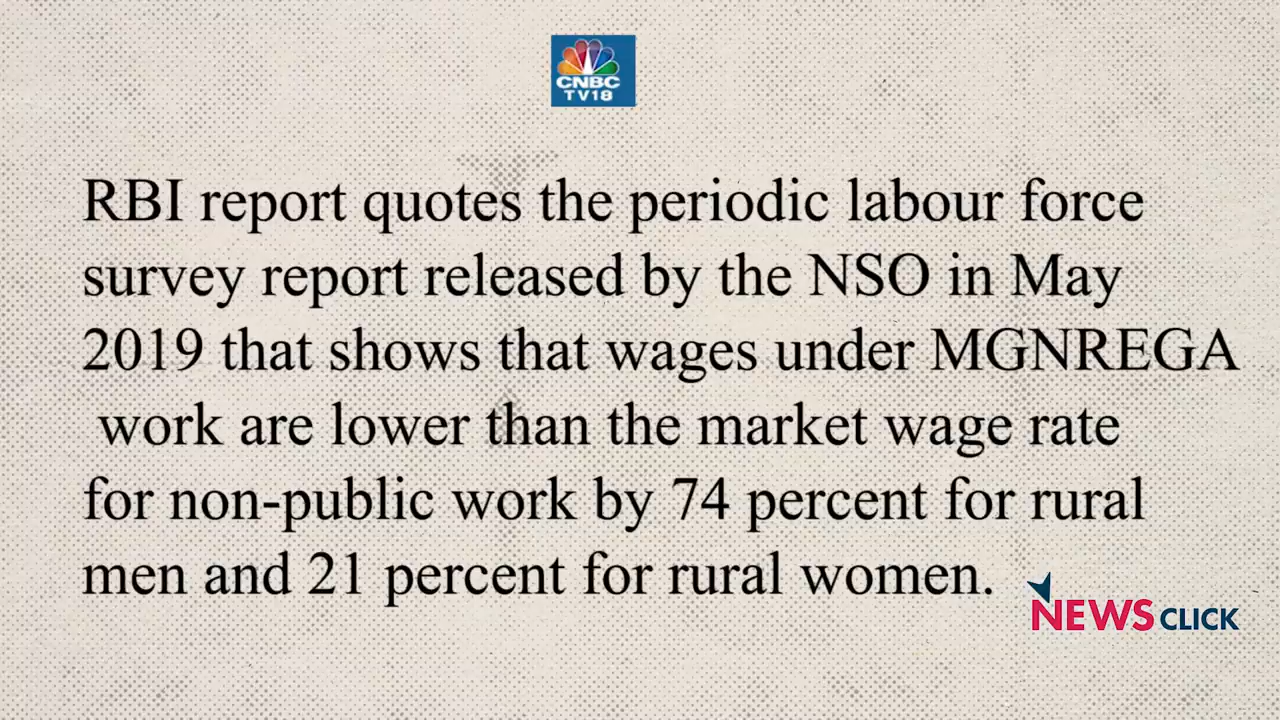 CNBC
TV18
RBI report quotes the periodic labour force
survey report released by the NSO in May
2019 that shows that wages under MGNREGA
work are lower than the market wage rate
for non-public work by 74 percent for rural
men and 21 percent for rural women.
NEWSCLICK